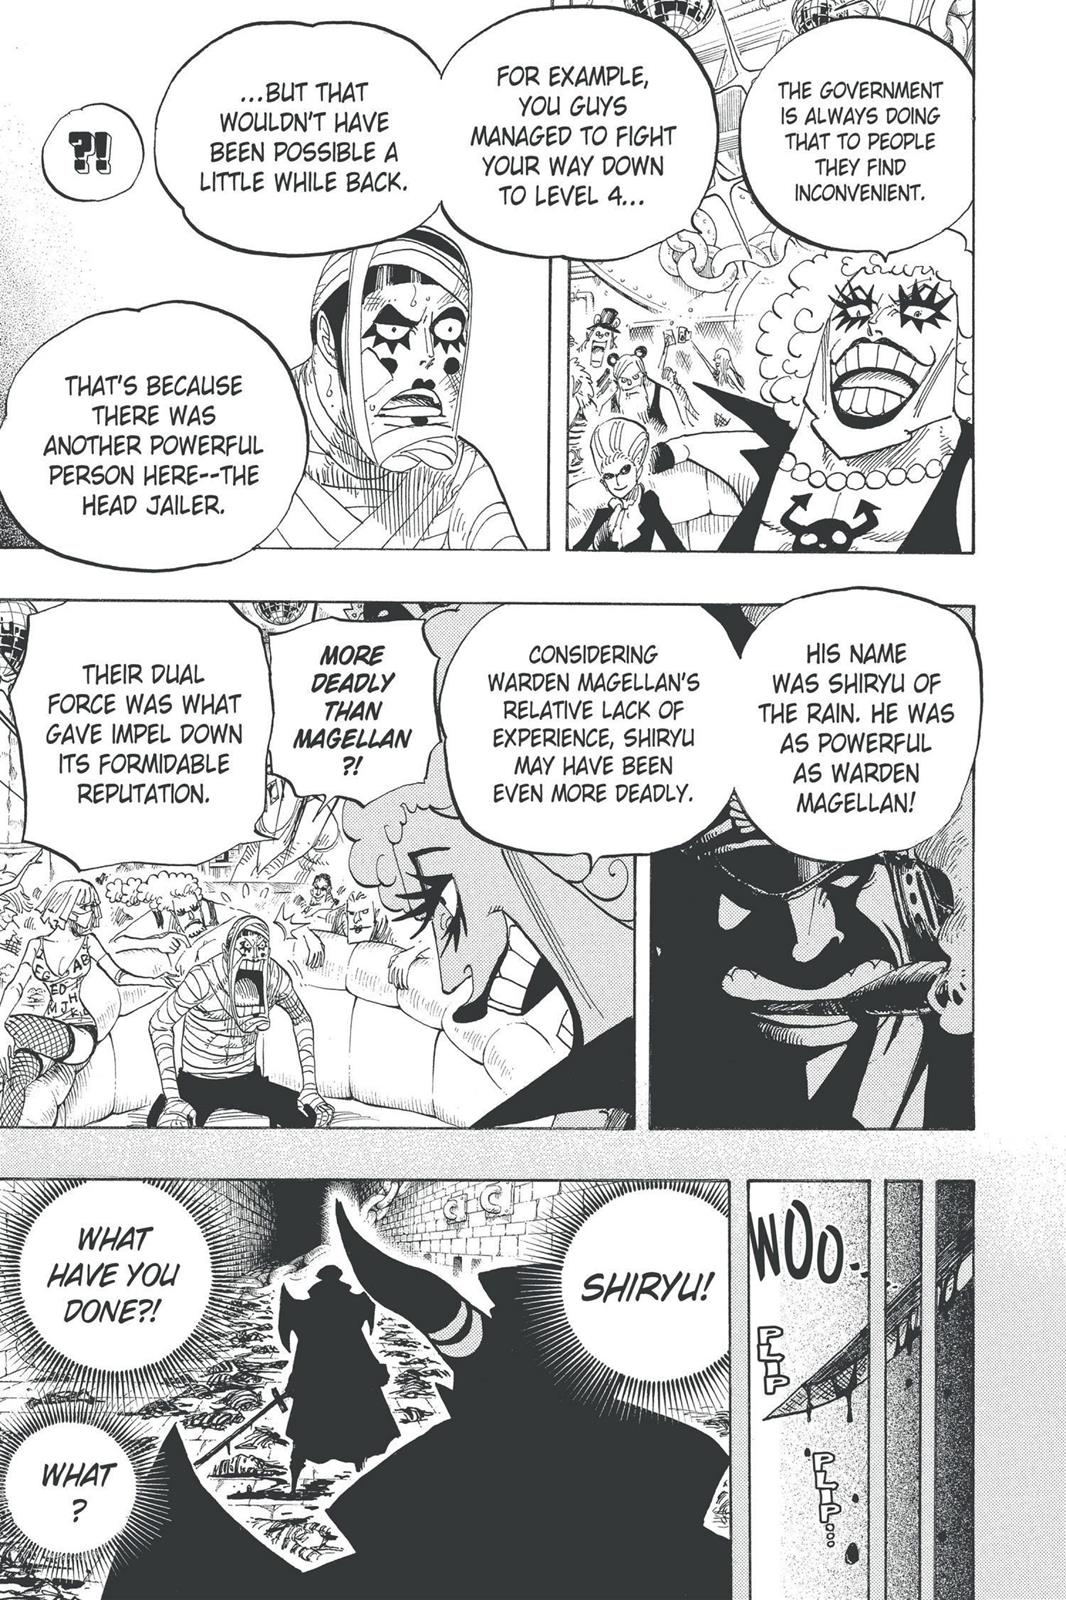 THE GOVERNMENT
IS ALWAYS DOING
THAT TO PEOPLE
THEY FIND
INCONVENIENT.
FOR EXAMPLE,
YOU GUYS
MANAGED TO FIGHT
YOUR WAY DOWN
TO LEVEL 4...
...BUT THAT
WOULDN'T HAVE
BEEN POSSIBLE A
LITTLE WHILE BACK.
?!
THAT'S BECAUSE
THERE WAS
ANOTHER POWERFUL
PERSON HERE--THE
HEAD JAILER.
HIS NAME
WAS SHIRYU OF
THE RAIN. HE WAS
AS POWERFUL
AS WARDEN
MAGELLAN!
CONSIDERING
WARDEN MAGELLAN'S
RELATIVE LACK OF
EXPERIENCE, SHIRYU
MAY HAVE BEEN
EVEN MORE DEADLY.
MORE
DEADLY
THAN
MAGELLAN
?!
THEIR DUAL
FORCE WAS WHAT
GAVE IMPEL DOWN
ITS FORMIDABLE
REPUTATION.
WOO...
PLIP
PLIP...
SHIRYU!
WHAT
HAVE YOU
DONE?!
WHAT
?